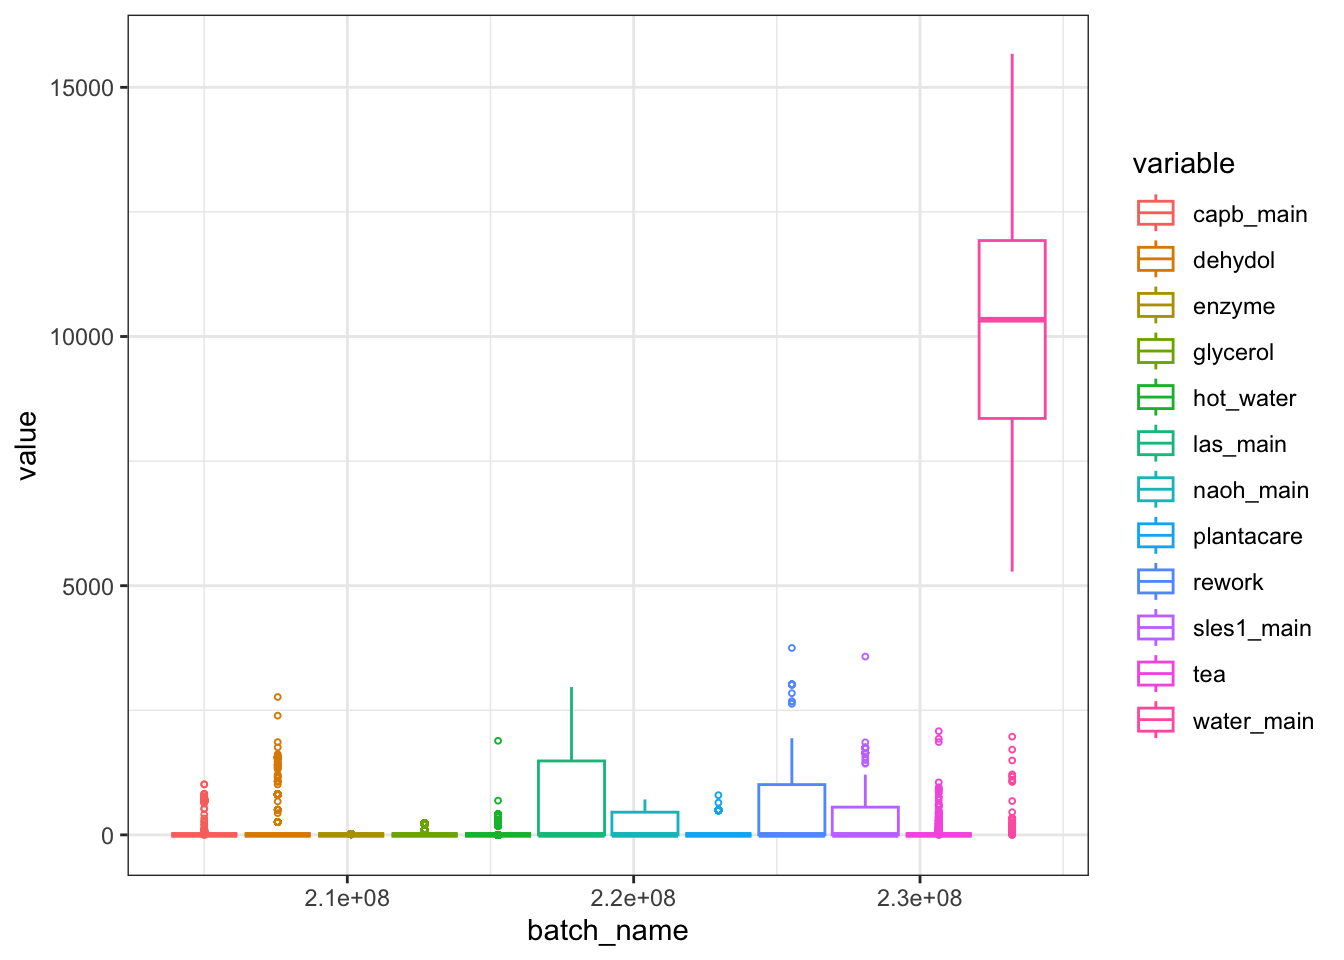 15000
10000
5000
0
value
2.1e+08
2.2e+08
2.3e+08
batch_name
variable
capb_main
dehydol
enzyme
glycerol
hot_water
las_main
naoh_main
plantacare
rework
sles1_main
tea
water_main